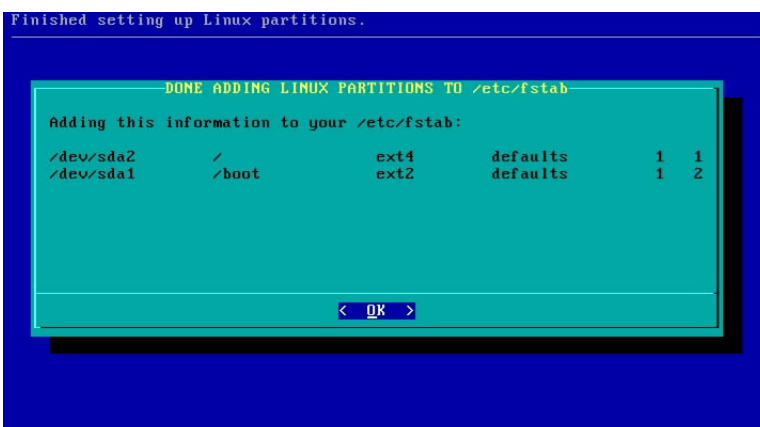 Finished setting up Linux partitions.
DONE ADDING LINUX PARTITIONS TO /etc/fstab
Adding this information to your /etc/fstab:
/dev/sda2 / ext4 defaults 1 1
/dev/sda1 /boot ext2 defaults 1 2
< OK >